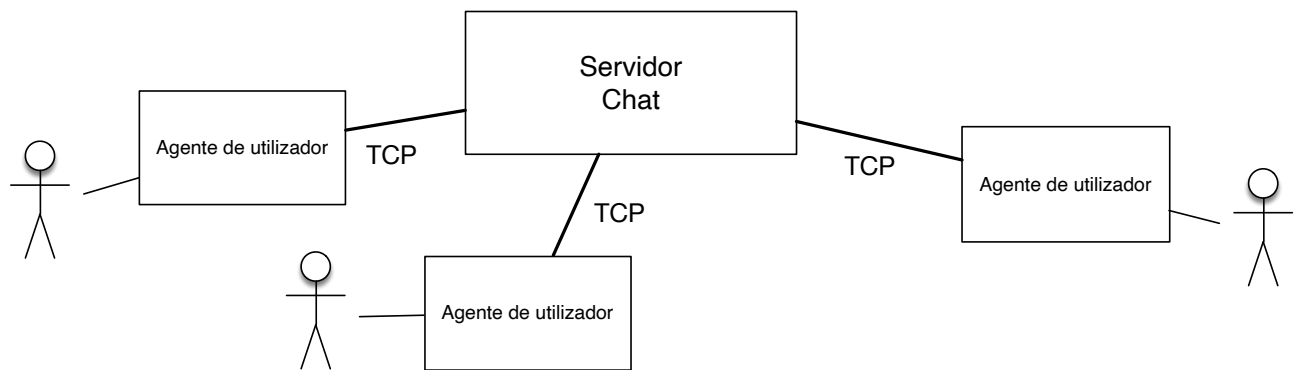 Servidor
Chat
Agente de utilizador
TCP
TCP
Agente de utilizador
TCP
Agente de utilizador